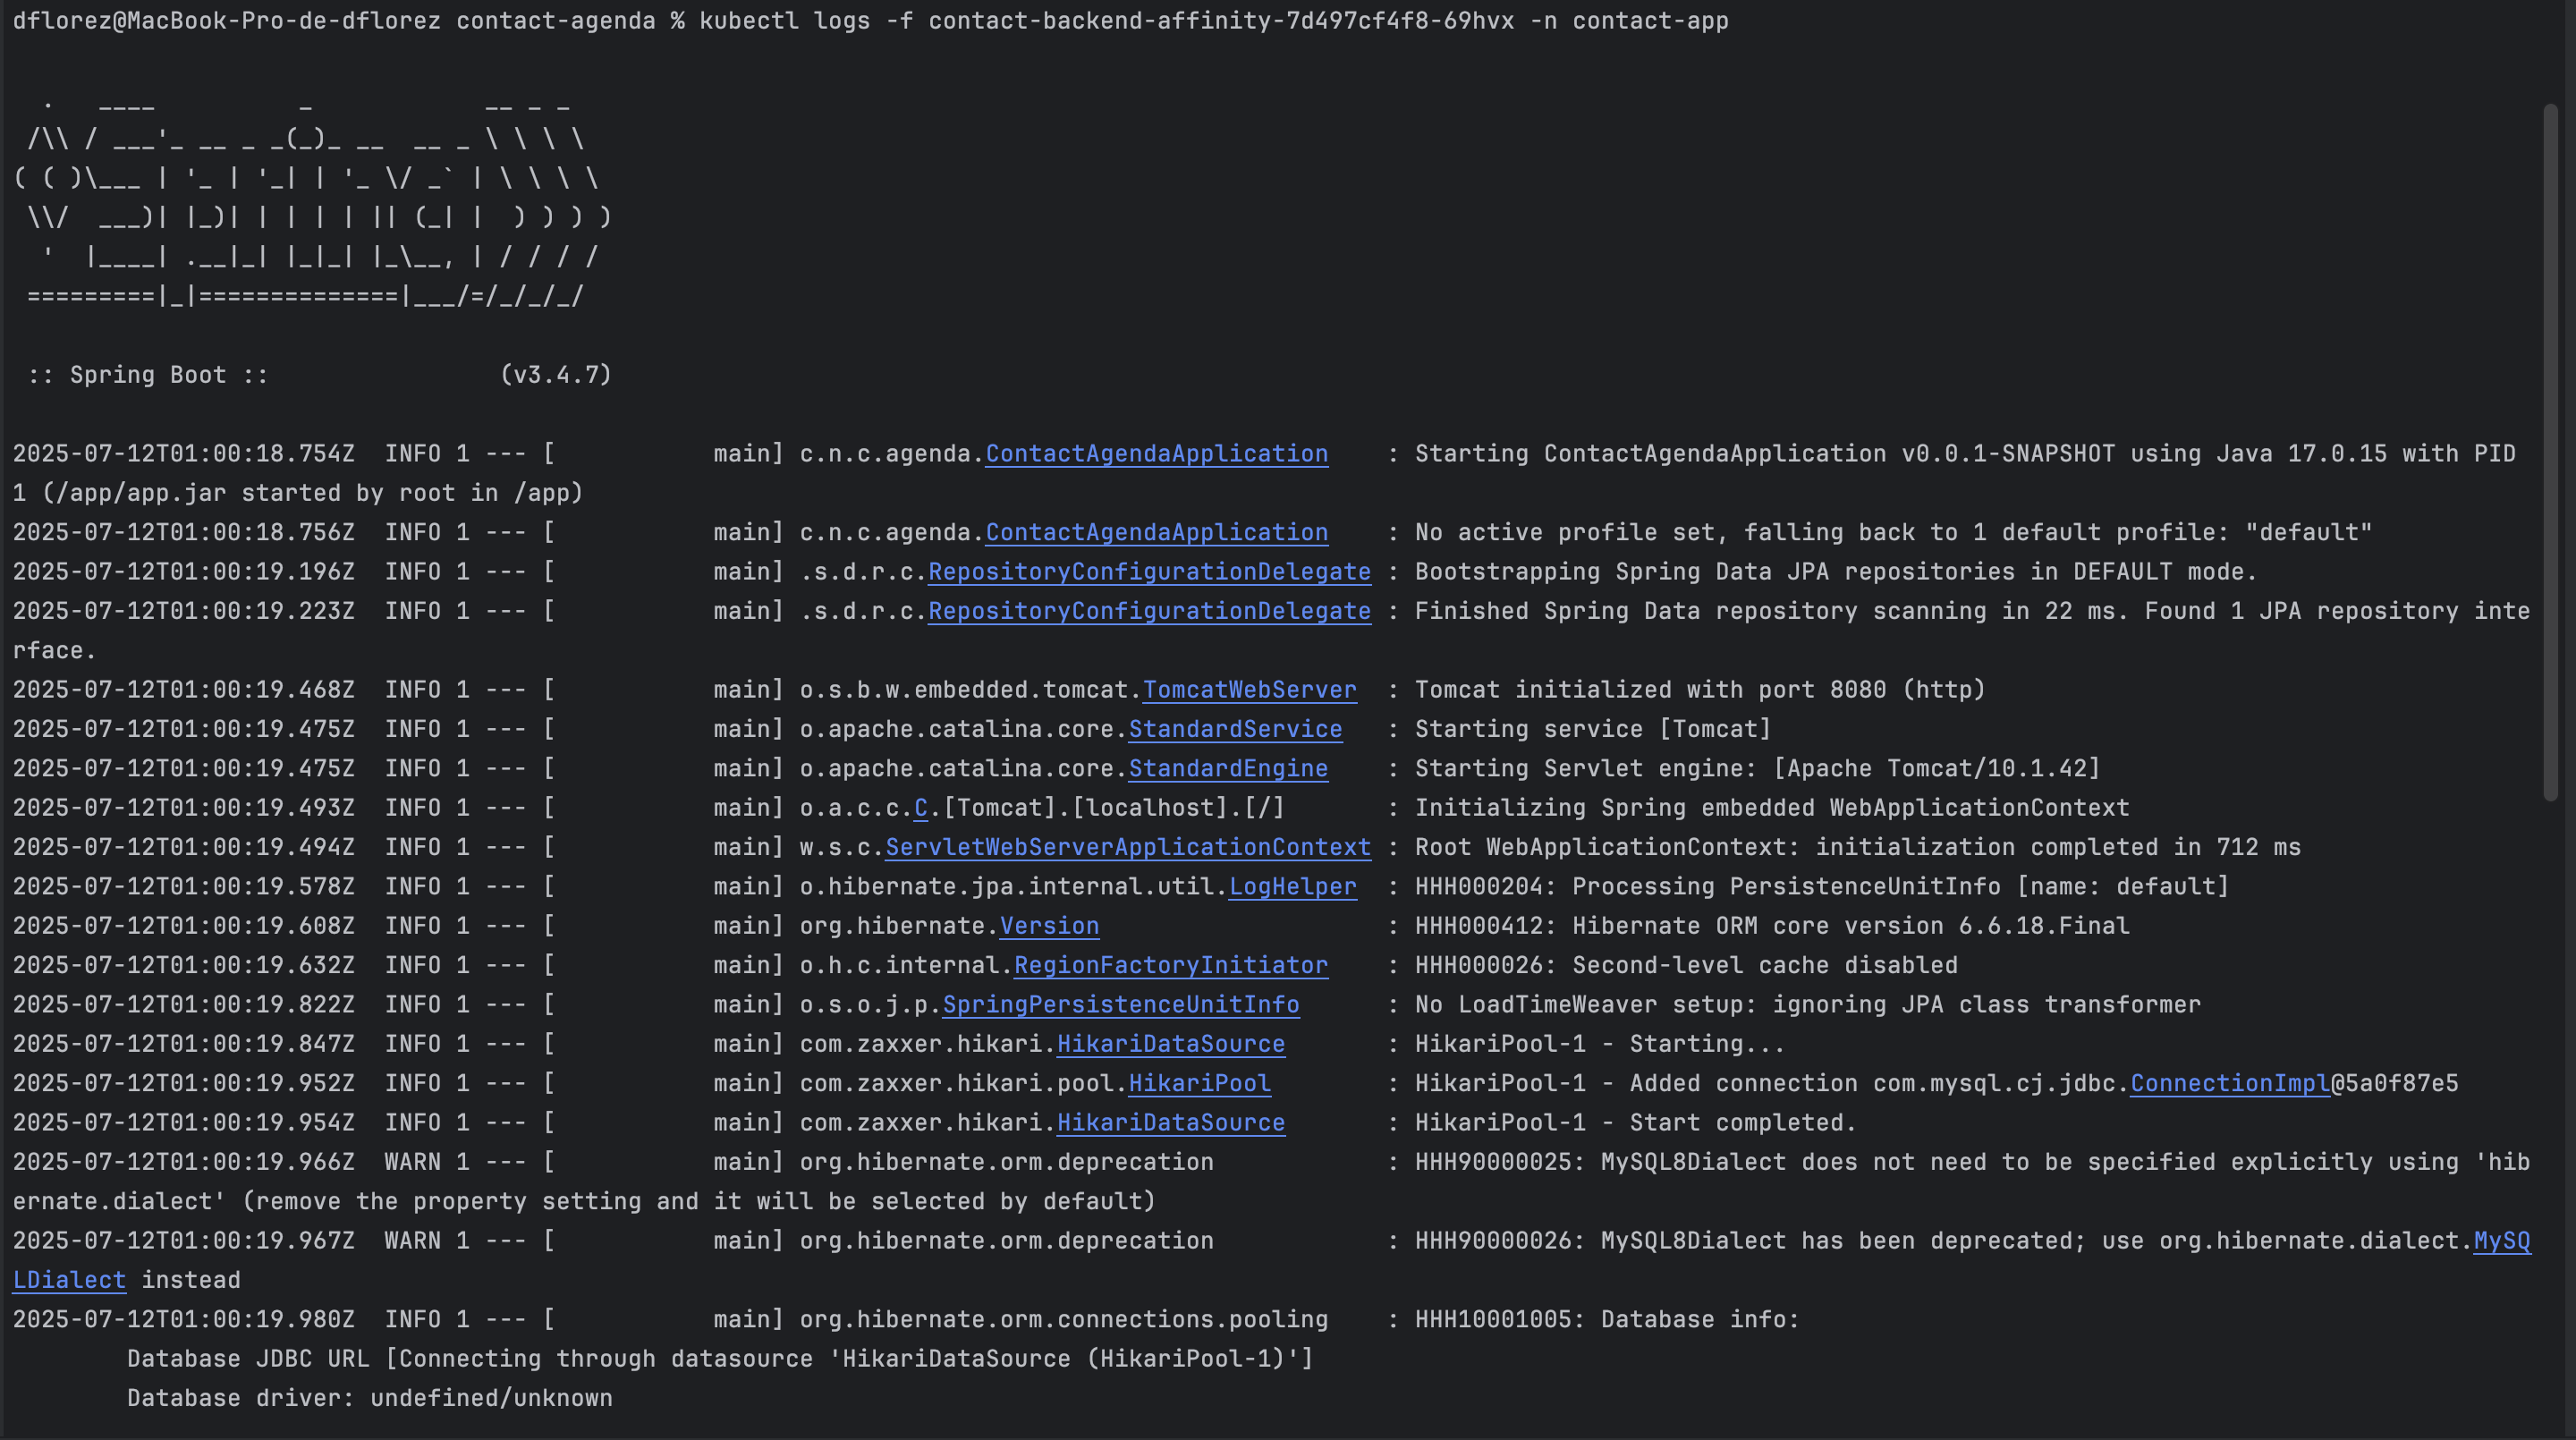 dflorez@MacBook-Pro-de-dflorez contact-agenda % kubectl logs -f contact-backend-affinity-7d497cf4f8-69hvx -n contact-app
  .   ____          _            __ _ _
 /\\ / ___'_ __ _ _(_)_ __  __ _ \ \ \ \
( ( )\___ | '_ | '_| | '_ \/ _` | \ \ \ \
 \\/  ___)| |_)| | | | | || (_| |  ) ) ) )
  '  |____| .__|_| |_|_| |_\__, | / / / /
 =========|_|==============|___/=/_/_/_/
 :: Spring Boot ::                (v3.4.7)
2025-07-12T01:00:18.754Z  INFO 1 --- [           main] c.n.c.agenda.ContactAgendaApplication    : Starting ContactAgendaApplication v0.0.1-SNAPSHOT using Java 17.0.15 with PID
1 (/app/app.jar started by root in /app)
2025-07-12T01:00:18.756Z  INFO 1 --- [           main] c.n.c.agenda.ContactAgendaApplication    : No active profile set, falling back to 1 default profile: "default"
2025-07-12T01:00:19.196Z  INFO 1 --- [           main] .s.d.r.c.RepositoryConfigurationDelegate : Bootstrapping Spring Data JPA repositories in DEFAULT mode.
2025-07-12T01:00:19.223Z  INFO 1 --- [           main] .s.d.r.c.RepositoryConfigurationDelegate : Finished Spring Data repository scanning in 22 ms. Found 1 JPA repository inte
rface.
2025-07-12T01:00:19.468Z  INFO 1 --- [           main] o.s.b.w.embedded.tomcat.TomcatWebServer  : Tomcat initialized with port 8080 (http)
2025-07-12T01:00:19.475Z  INFO 1 --- [           main] o.apache.catalina.core.StandardService   : Starting service [Tomcat]
2025-07-12T01:00:19.475Z  INFO 1 --- [           main] o.apache.catalina.core.StandardEngine    : Starting Servlet engine: [Apache Tomcat/10.1.42]
2025-07-12T01:00:19.493Z  INFO 1 --- [           main] o.a.c.c.C.[Tomcat].[localhost].[/]       : Initializing Spring embedded WebApplicationContext
2025-07-12T01:00:19.494Z  INFO 1 --- [           main] w.s.c.ServletWebServerApplicationContext : Root WebApplicationContext: initialization completed in 712 ms
2025-07-12T01:00:19.578Z  INFO 1 --- [           main] o.hibernate.jpa.internal.util.LogHelper  : HHH000204: Processing PersistenceUnitInfo [name: default]
2025-07-12T01:00:19.608Z  INFO 1 --- [           main] org.hibernate.Version                    : HHH000412: Hibernate ORM core version 6.6.18.Final
2025-07-12T01:00:19.632Z  INFO 1 --- [           main] o.h.c.internal.RegionFactoryInitiator    : HHH000026: Second-level cache disabled
2025-07-12T01:00:19.822Z  INFO 1 --- [           main] o.s.o.j.p.SpringPersistenceUnitInfo      : No LoadTimeWeaver setup: ignoring JPA class transformer
2025-07-12T01:00:19.847Z  INFO 1 --- [           main] com.zaxxer.hikari.HikariDataSource       : HikariPool-1 - Starting...
2025-07-12T01:00:19.952Z  INFO 1 --- [           main] com.zaxxer.hikari.pool.HikariPool        : HikariPool-1 - Added connection com.mysql.cj.jdbc.ConnectionImpl@5a0f87e5
2025-07-12T01:00:19.954Z  INFO 1 --- [           main] com.zaxxer.hikari.HikariDataSource       : HikariPool-1 - Start completed.
2025-07-12T01:00:19.966Z  WARN 1 --- [           main] org.hibernate.orm.deprecation            : HHH90000025: MySQL8Dialect does not need to be specified explicitly using 'hib
ernate.dialect' (remove the property setting and it will be selected by default)
2025-07-12T01:00:19.967Z  WARN 1 --- [           main] org.hibernate.orm.deprecation            : HHH90000026: MySQL8Dialect has been deprecated; use org.hibernate.dialect.MySQ
LDialect instead
2025-07-12T01:00:19.980Z  INFO 1 --- [           main] org.hibernate.orm.connections.pooling    : HHH10001005: Database info:
        Database JDBC URL [Connecting through datasource 'HikariDataSource (HikariPool-1)']
        Database driver: undefined/unknown